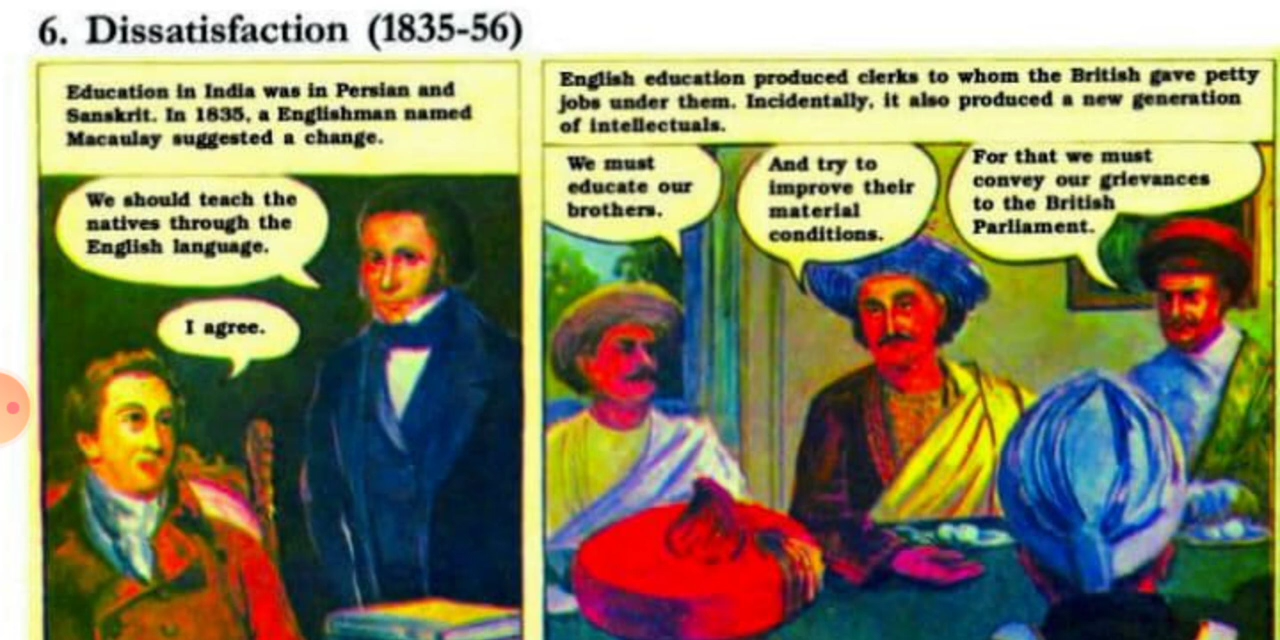 6. Dissatisfaction (1835-56)
Education in India was in Persian and
Sanskrit. In 1835, a Englishman named
Macaulay suggested a change.
We should teach the
natives through the
English language.
I agree.
English education produced clerks to whom the British gave petty
jobs under them. Incidentally, it also produced a new generation
of intellectuals.
We must
educate our
brothers.
And try to
improve their
material
conditions.
For that we must
convey our grievances
to the British
Parliament.